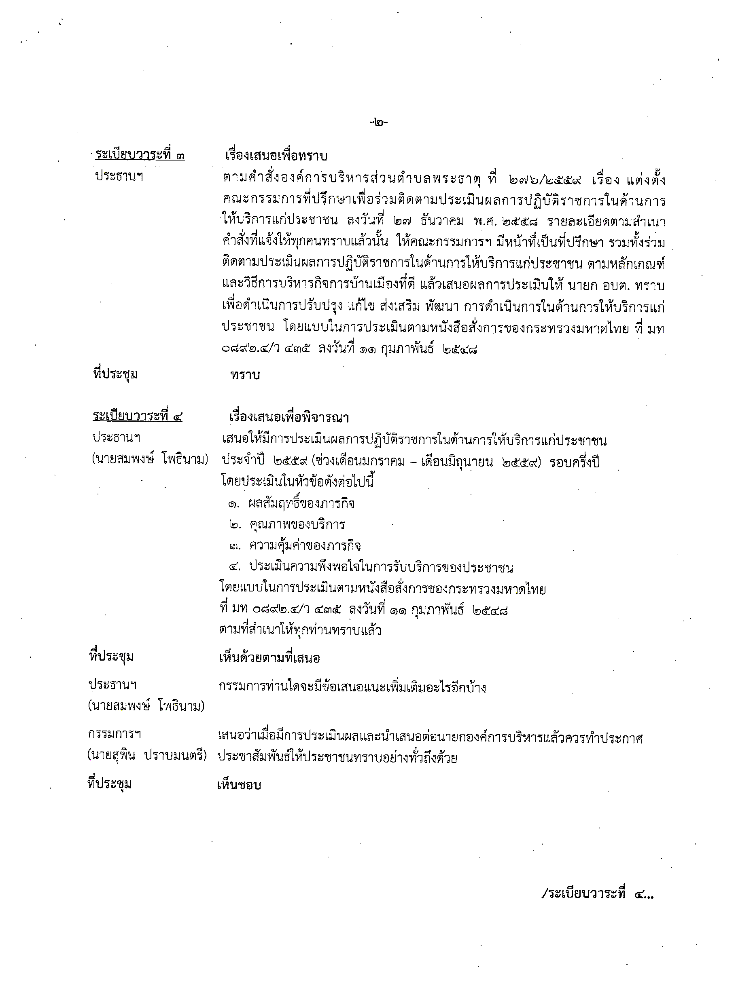 -๒-
ระเบียบวาระที่ ๓ เรื่องเสนอเพื่อทราบ
ประธานฯ ตามคำสั่งองค์การบริหารส่วนตำบลพระธาตุ ที่ ๒๗๖/๒๕๕๙ เรื่อง แต่งตั้ง
คณะกรรมการที่ปรึกษาเพื่อร่วมติดตามประเมินผลการปฏิบัติราชการในด้านการ
ให้บริการแก่ประชาชน ลงวันที่ ๒๗ ธันวาคม พ.ศ. ๒๕๕๘ รายละเอียดตามสำเนา
คำสั่งที่แจ้งให้ทุกคนทราบแล้วนั้น ให้คณะกรรมการฯ มีหน้าที่เป็นที่ปรึกษา รวมทั้งร่วม
ติดตามประเมินผลการปฏิบัติราชการในด้านการให้บริการแก่ประชาชน ตามหลักเกณฑ์
และวิธีการบริหารกิจการบ้านเมืองที่ดี แล้วเสนอผลการประเมินให้ นายก อบต. ทราบ
เพื่อดำเนินการปรับปรุง แก้ไข ส่งเสริม พัฒนา การดำเนินการในด้านการให้บริการแก่
ประชาชน โดยแบบในการประเมินตามหนังสือสั่งการของกระทรวงมหาดไทย ที่ มท
๐๘๙๒.๔/ว ๔๓๕ ลงวันที่ ๑๑ กุมภาพันธ์ ๒๕๔๘
ที่ประชุม ทราบ
ระเบียบวาระที่ ๔ เรื่องเสนอเพื่อพิจารณา
ประธานฯ เสนอให้มีการประเมินผลการปฏิบัติราชการในด้านการให้บริการแก่ประชาชน
(นายสมพงษ์ โพธินาม) ประจำปี ๒๕๕๙ (ช่วงเดือนมกราคม – เดือนมิถุนายน ๒๕๕๙) รอบครึ่งปี
โดยประเมินในหัวข้อดังต่อไปนี้
๑. ผลสัมฤทธิ์ของภารกิจ
๒. คุณภาพของบริการ
๓. ความคุ้มค่าของภารกิจ
๔. ประเมินความพึงพอใจในการรับบริการของประชาชน
โดยแบบในการประเมินตามหนังสือสั่งการของกระทรวงมหาดไทย
ที่ มท ๐๘๙๒.๔/ว ๔๓๕ ลงวันที่ ๑๑ กุมภาพันธ์ ๒๕๔๘
ตามที่สำเนาให้ทุกท่านทราบแล้ว
ที่ประชุม เห็นด้วยตามที่เสนอ
ประธานฯ กรรมการท่านใดจะมีข้อเสนอแนะเพิ่มเติมอะไรอีกบ้าง
(นายสมพงษ์ โพธินาม)
กรรมการฯ เสนอว่าเมื่อมีการประเมินผลและนำเสนอต่อนายกองค์การบริหารแล้วควรทำประกาศ
(นายสุพิน ปราบมนตรี) ประชาสัมพันธ์ให้ประชาชนทราบอย่างทั่วถึงด้วย
ที่ประชุม เห็นชอบ
/ระเบียบวาระที่ ๔...